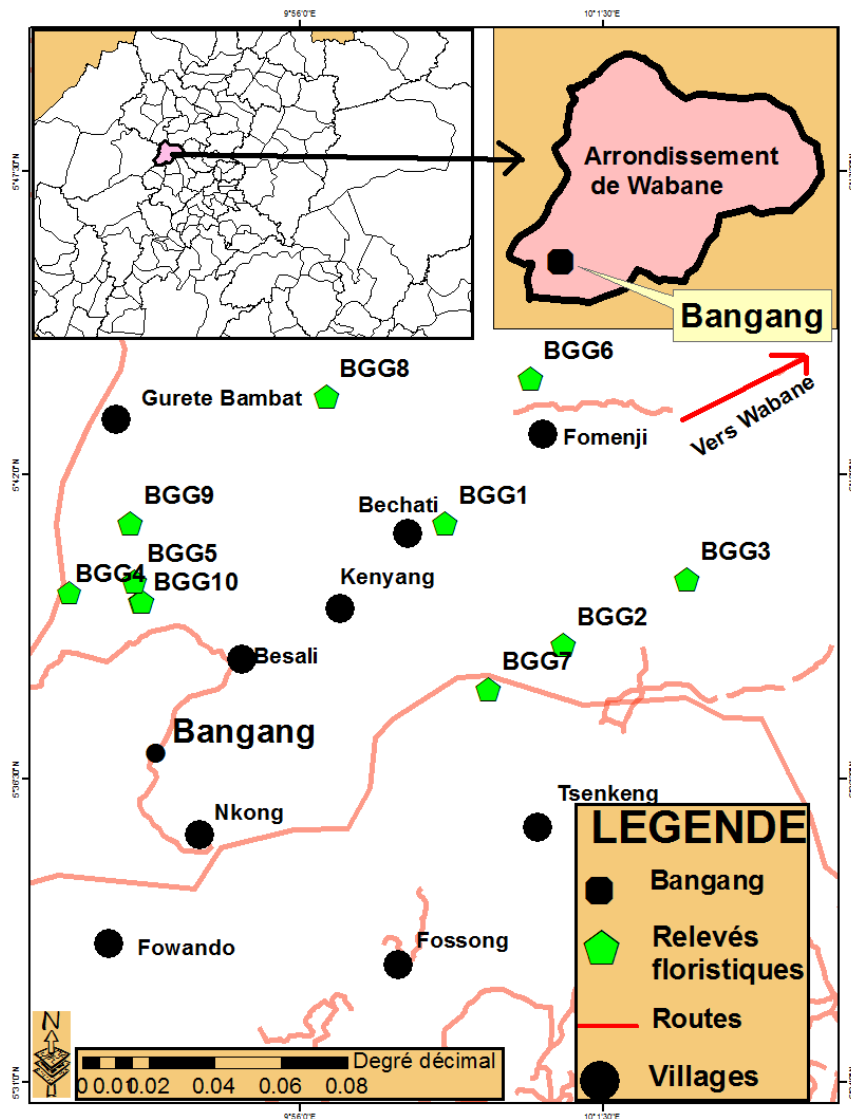 9°56'0"E
10°1'30"E
Arrondissement
de Wabane
Bangang
BGG8
BGG6
Gurete Bambat
Vers Wabane
Fomenji
5°4'20"N
BGG9
Bechati
BGG1
BGG5
BGG3
BGG4
BGG10
Kenyang
BGG2
Besali
BGG7
Bangang
Tsenkeng
Nkong
LEGENDE
Bangang
Fowando
Fossong
Relevés
floristiques
Routes
N
Degré décimal
0 0.01 0.02 0.04 0.06 0.08
Villages
9°56'0"E
10°1'30"E